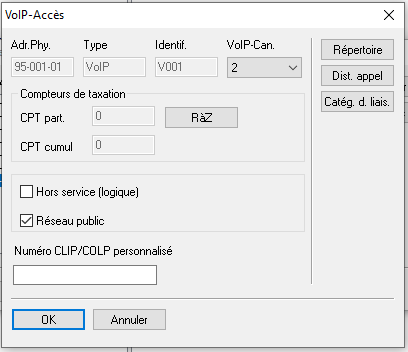 VoIP-Accès
Adr.Phy. Type Identif. VoIP-Can.
95-001-01 VoIP V001 2
Répertoire
Dist. appel
Catég. d. liais.
Compteurs de taxation
CPT part. 0 RàZ
CPT cumul 0
Hors service (logique)
Réseau public
Numéro CLIP/COLP personnalisé
OK Annuler